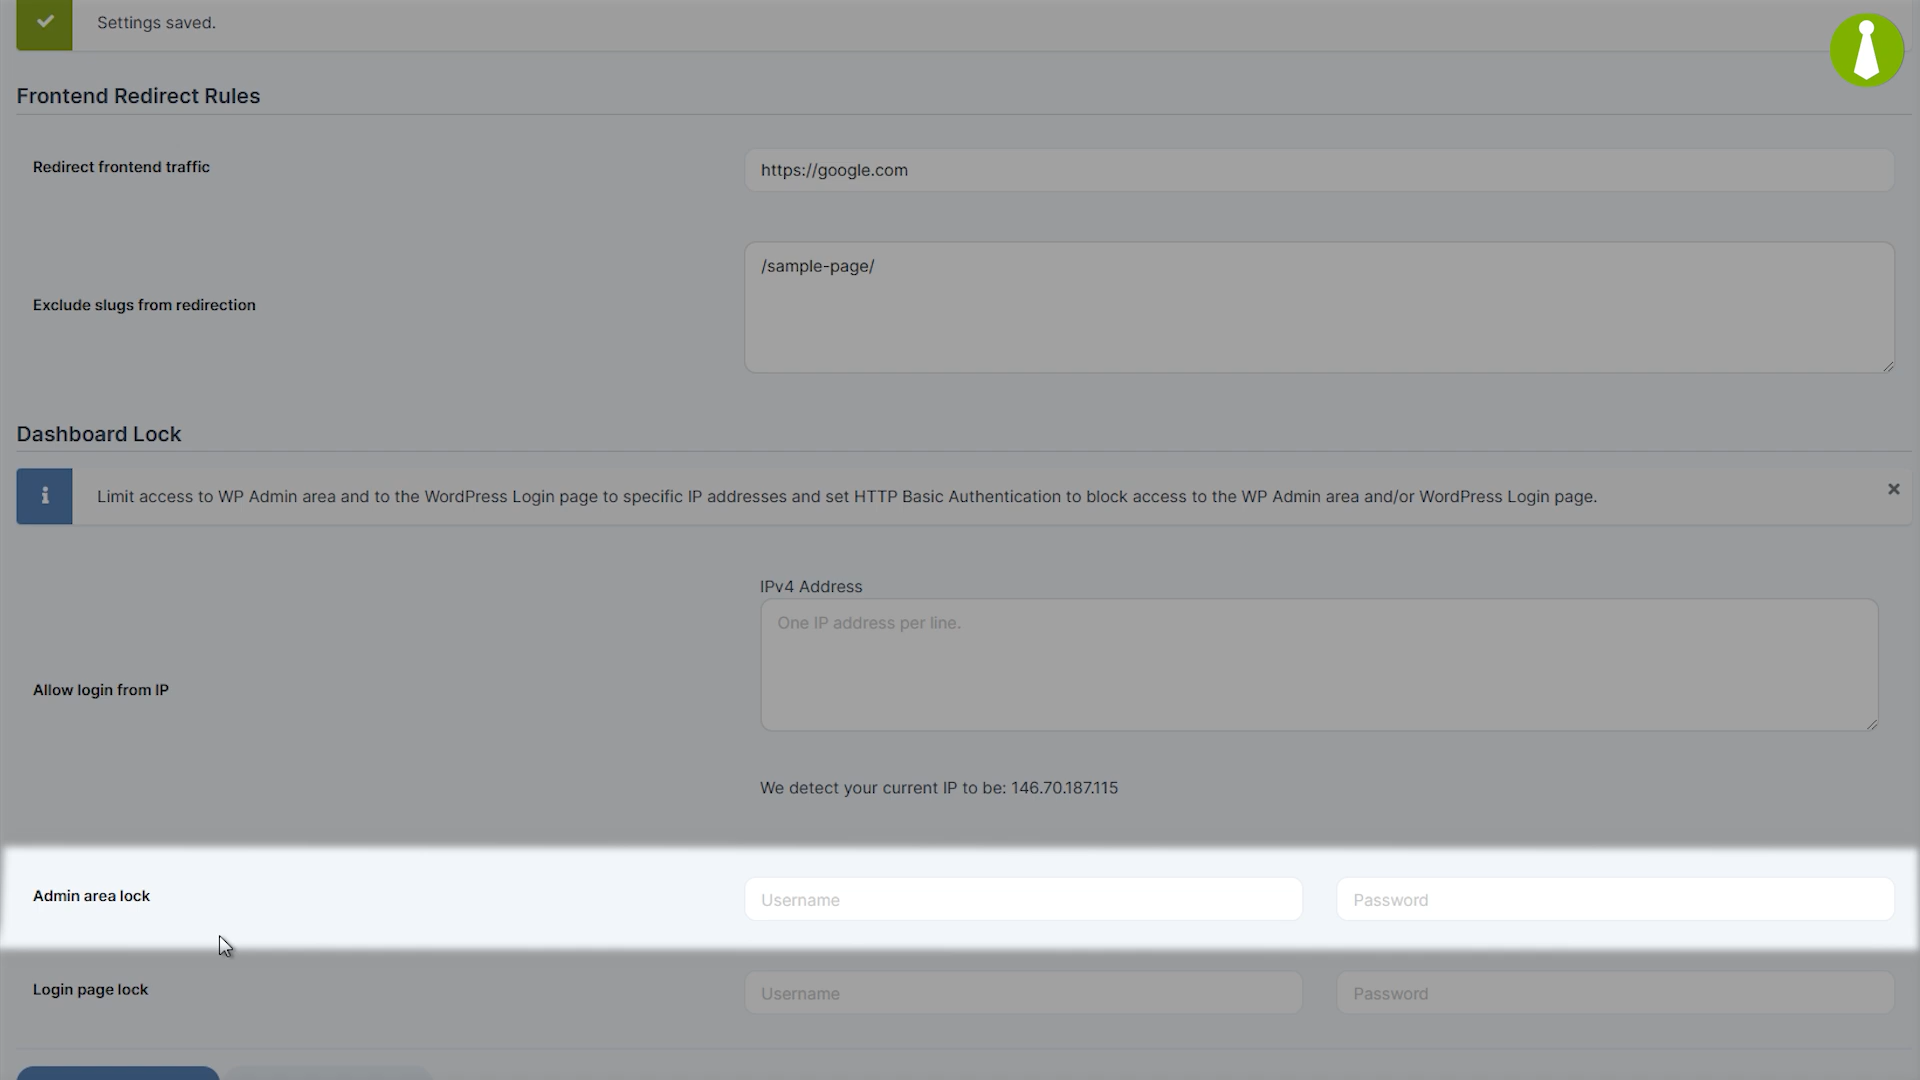 Settings saved.
Frontend Redirect Rules
Redirect frontend traffic
https://google.com
Exclude slugs from redirection
/sample-page/
Dashboard Lock
Limit access to WP Admin area and to the WordPress Login page to specific IP addresses and set HTTP Basic Authentication to block access to the WP Admin area and/or WordPress Login page.
IPv4 Address
One IP address per line.
Allow login from IP
We detect your current IP to be: 146.70.187.115
Admin area lock
Username
Password
Login page lock
Username
Password